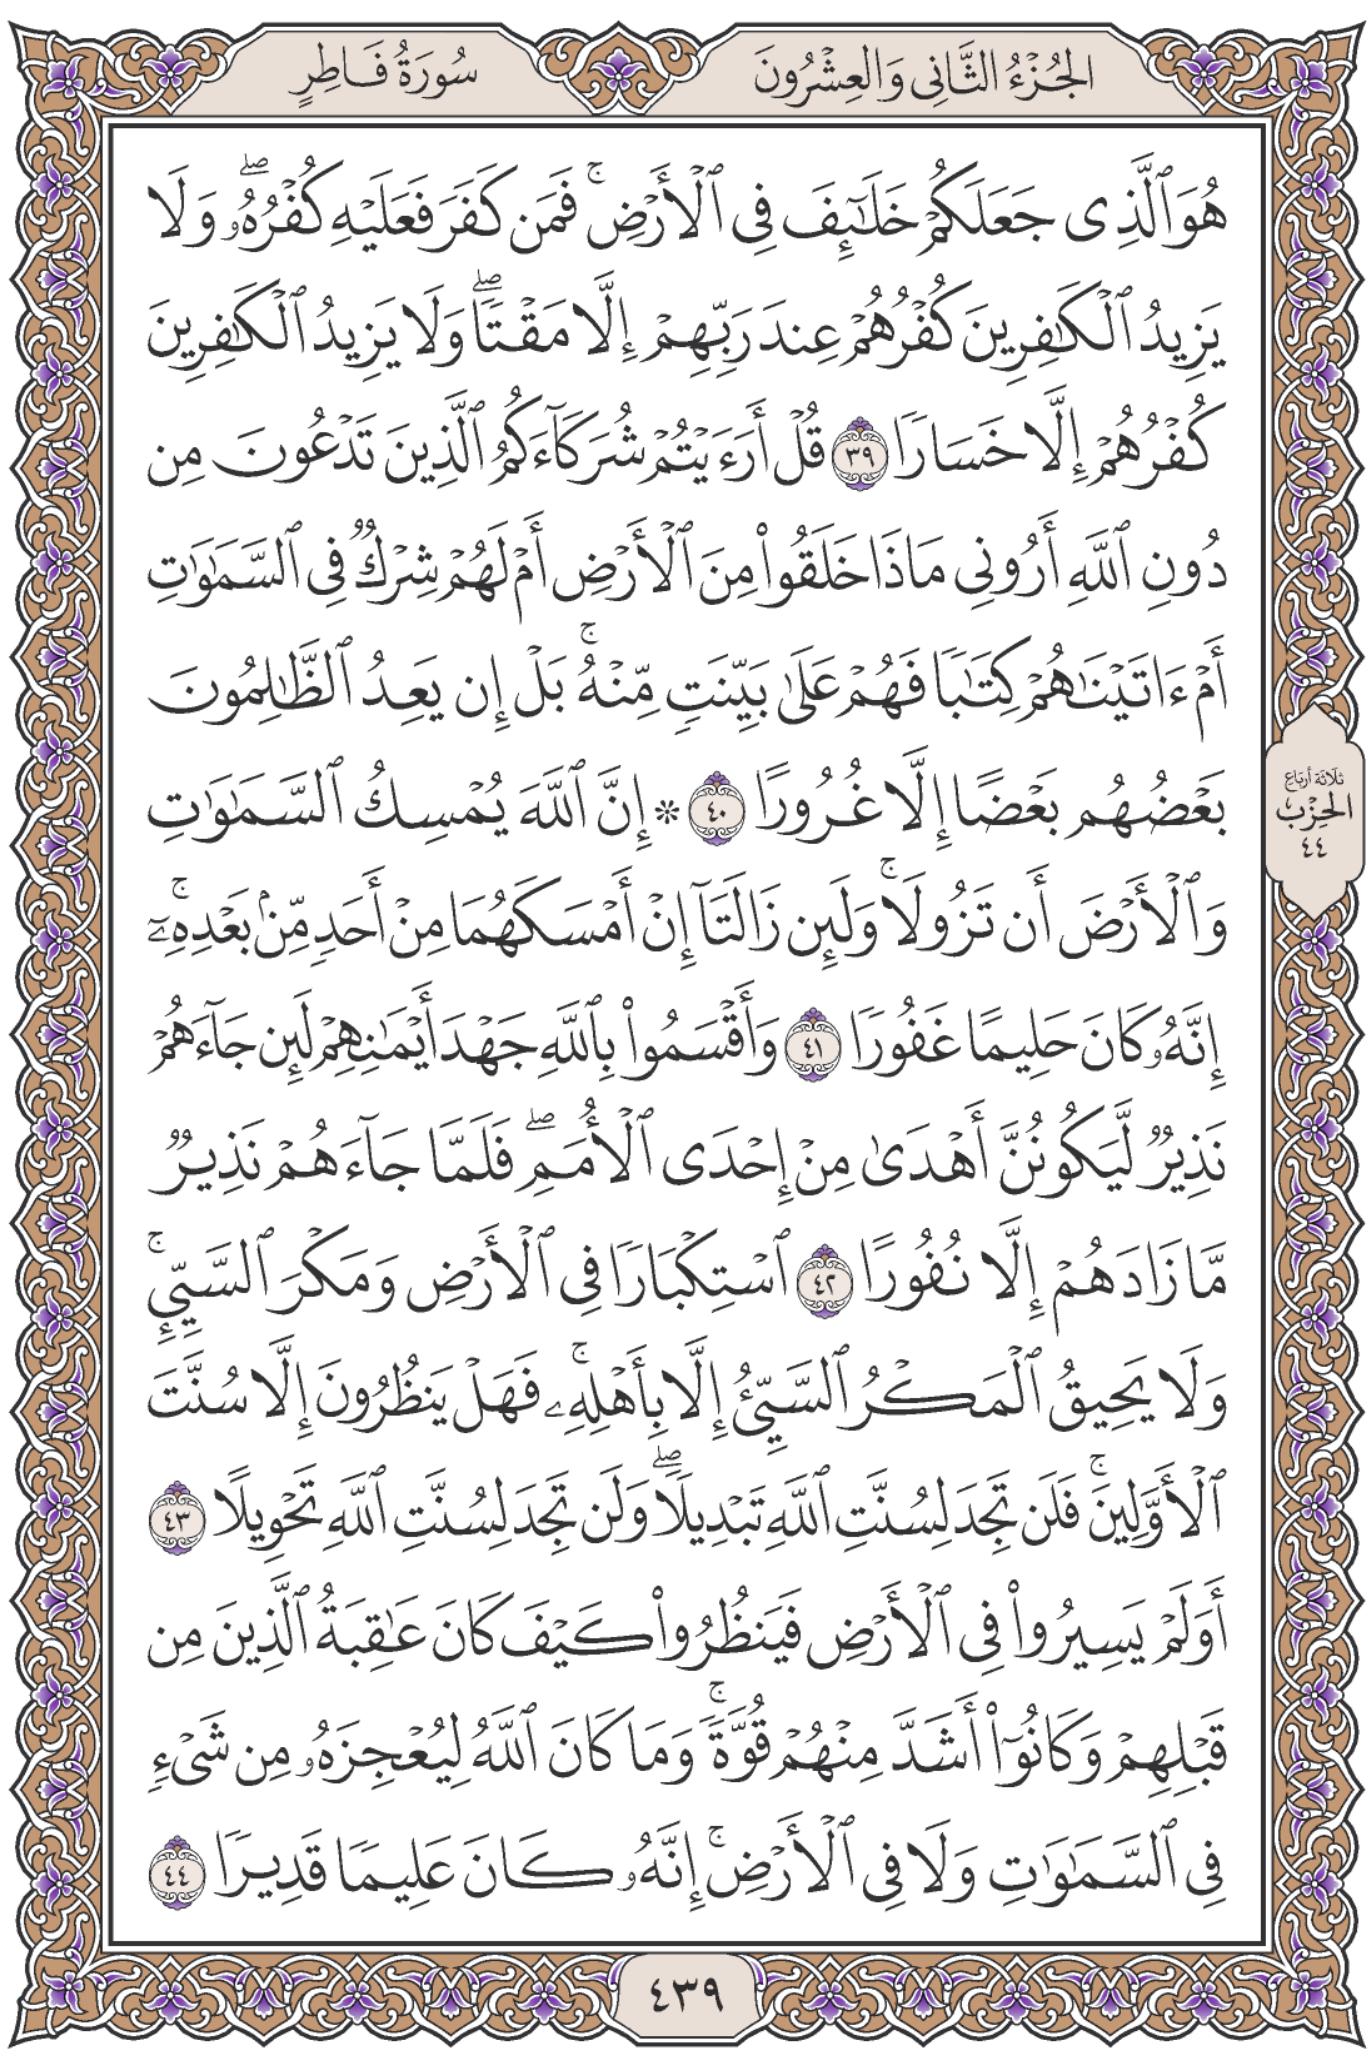 الجُزْءُ الثَّانِي وَالعِشْرُونَ
سُورَةُ فَاطِرٍ
هُوَ ٱلَّذِى جَعَلَكُمْ خَلَـٰٓئِفَ فِى ٱلْأَرْضِ ۚ فَمَن كَفَرَ فَعَلَيْهِ كُفْرُهُۥ ۖ وَلَا
يَزِيدُ ٱلْكَـٰفِرِينَ كُفْرُهُمْ عِندَ رَبِّهِمْ إِلَّا مَقْتًا ۖ وَلَا يَزِيدُ ٱلْكَـٰفِرِينَ
كُفْرُهُمْ إِلَّا خَسَارًا ٣٩ قُلْ أَرَءَيْتُمْ شُرَكَآءَكُمُ ٱلَّذِينَ تَدْعُونَ مِن
دُونِ ٱللَّهِ أَرُونِى مَاذَا خَلَقُوا۟ مِنَ ٱلْأَرْضِ أَمْ لَهُمْ شِرْكٌ فِى ٱلسَّمَـٰوَٰتِ
أَمْ ءَاتَيْنَـٰهُمْ كِتَـٰبًا فَهُمْ عَلَىٰ بَيِّنَتٍ مِّنْهُ ۚ بَلْ إِن يَعِدُ ٱلظَّـٰلِمُونَ
بَعْضُهُم بَعْضًا إِلَّا غُرُورًا ٤٠ ۞ إِنَّ ٱللَّهَ يُمْسِكُ ٱلسَّمَـٰوَٰتِ
وَٱلْأَرْضَ أَن تَزُولَا ۚ وَلَئِن زَالَتَآ إِنْ أَمْسَكَهُمَا مِنْ أَحَدٍ مِّنۢ بَعْدِهِۦٓ ۚ
إِنَّهُۥ كَانَ حَلِيمًا غَفُورًا ٤١ وَأَقْسَمُوا۟ بِٱللَّهِ جَهْدَ أَيْمَـٰنِهِمْ لَئِن جَآءَهُمْ
نَذِيرٌ لَّيَكُونُنَّ أَهْدَىٰ مِنْ إِحْدَى ٱلْأُمَمِ ۖ فَلَمَّا جَآءَهُمْ نَذِيرٌ
مَّا زَادَهُمْ إِلَّا نُفُورًا ٤٢ ٱسْتِكْبَارًا فِى ٱلْأَرْضِ وَمَكْرَ ٱلسَّيِّئِ ۚ
وَلَا يَحِيقُ ٱلْمَكْرُ ٱلسَّيِّئُ إِلَّا بِأَهْلِهِۦ ۚ فَهَلْ يَنظُرُونَ إِلَّا سُنَّتَ
ٱلْأَوَّلِينَ ۚ فَلَن تَجِدَ لِسُنَّتِ ٱللَّهِ تَبْدِيلًا ۖ وَلَن تَجِدَ لِسُنَّتِ ٱللَّهِ تَحْوِيلًا ٤٣
أَوَلَمْ يَسِيرُوا۟ فِى ٱلْأَرْضِ فَيَنظُرُوا۟ كَيْفَ كَانَ عَـٰقِبَةُ ٱلَّذِينَ مِن
قَبْلِهِمْ وَكَانُوٓا۟ أَشَدَّ مِنْهُمْ قُوَّةً ۚ وَمَا كَانَ ٱللَّهُ لِيُعْجِزَهُۥ مِن شَىْءٍ
فِى ٱلسَّمَـٰوَٰتِ وَلَا فِى ٱلْأَرْضِ ۚ إِنَّهُۥ كَانَ عَلِيمًا قَدِيرًا ٤٤
ثلاثة أرباع
الحِزْب
٤٤
٤٣٩